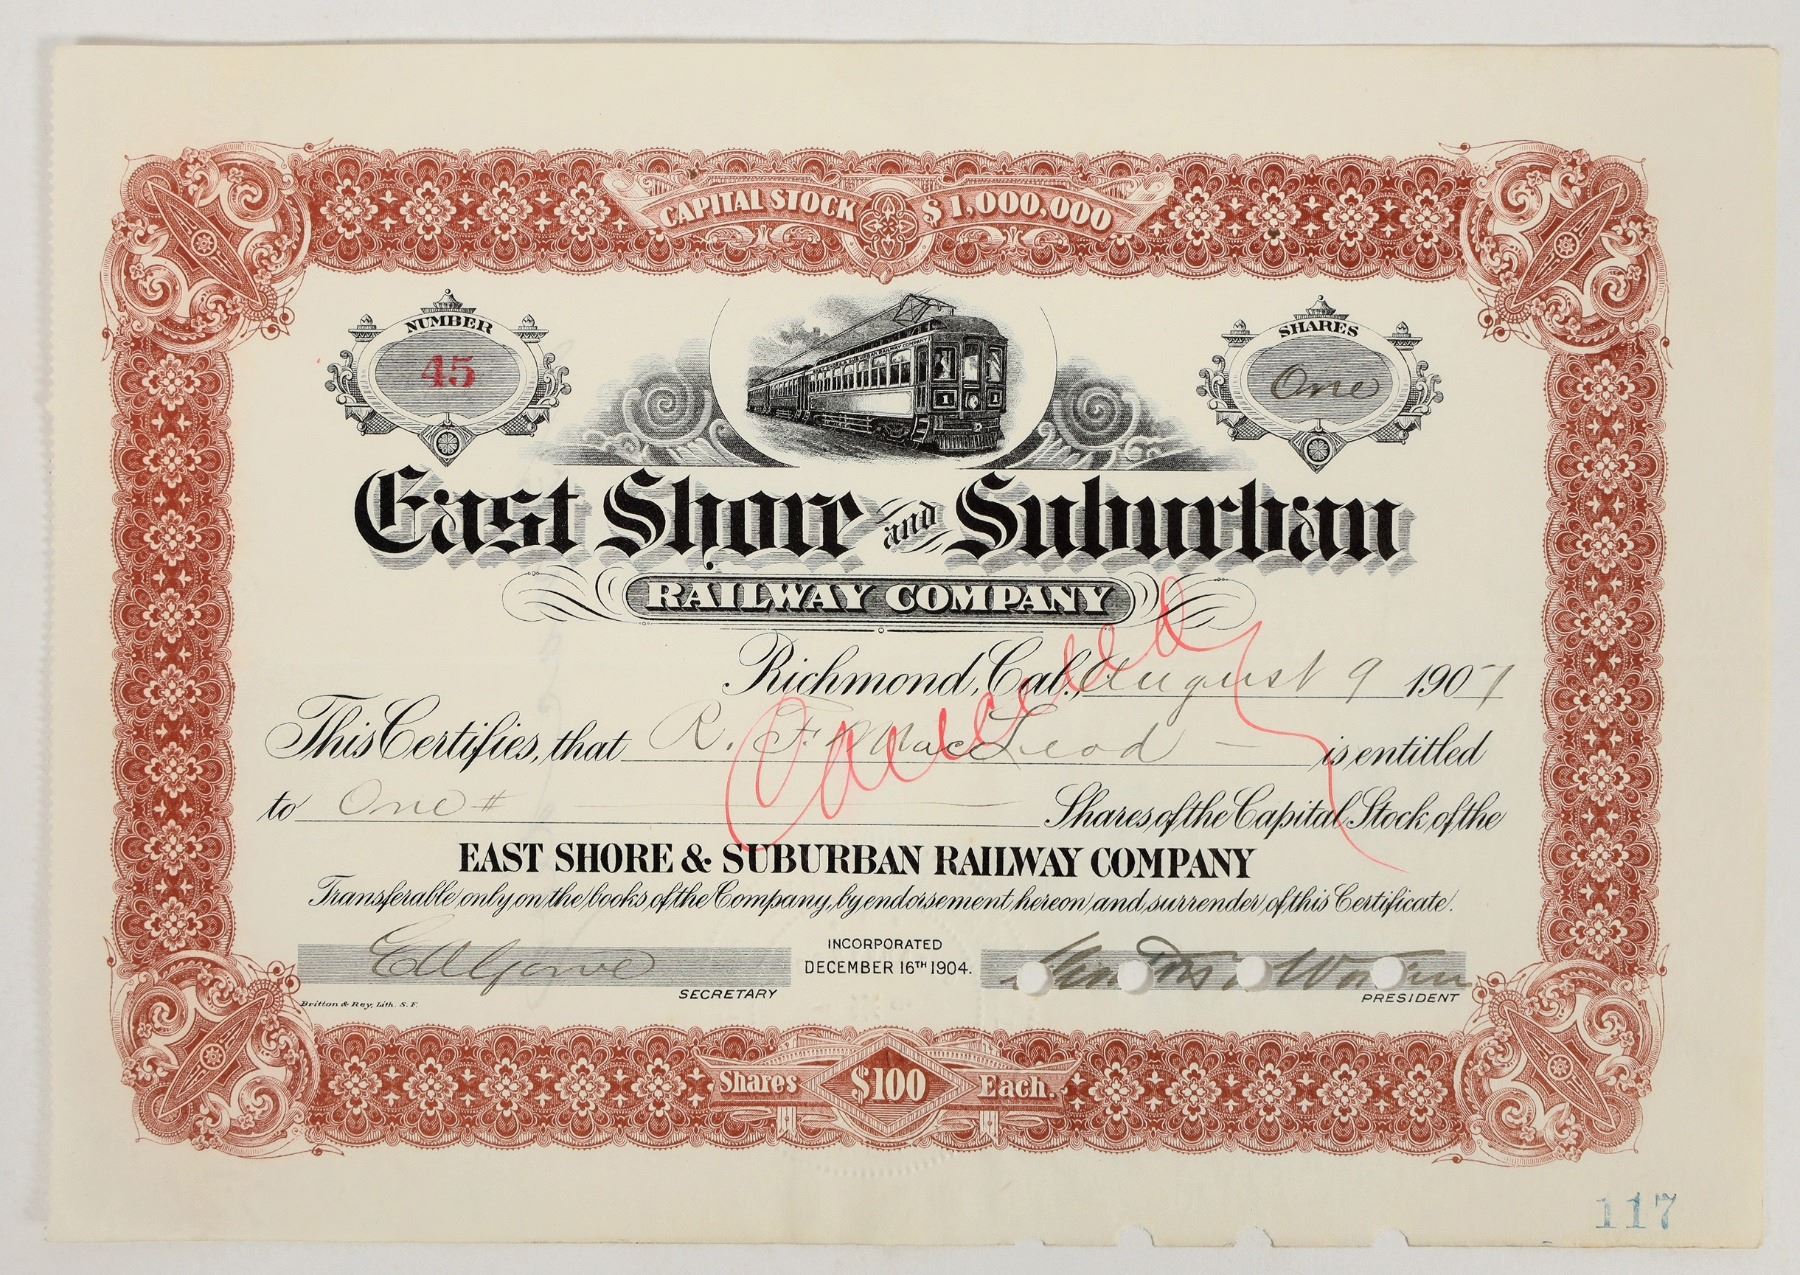 CAPITAL STOCK $1,000,000
NUMBER
45
SHARES
One
1 1
East Shore and Suburban
RAILWAY COMPANY
Richmond, Cal. August 9 1907
Cancelled
This Certifies, that R. F. MacLeod — is entitled
to One # — Shares of the Capital Stock of the
EAST SHORE & SUBURBAN RAILWAY COMPANY
Transferable only on the books of the Company, by endorsement hereon and surrender of this Certificate.
INCORPORATED
DECEMBER 16TH 1904.
SECRETARY
PRESIDENT
Britton & Rey, Lith. S. F.
Shares $100 Each.
117